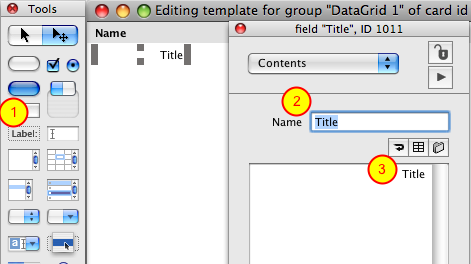 Tools
Editing template for group "DataGrid 1" of card id
field "Title", ID 1011
Name
Title
Contents
1
2
Name
Title
Label:
3
Title